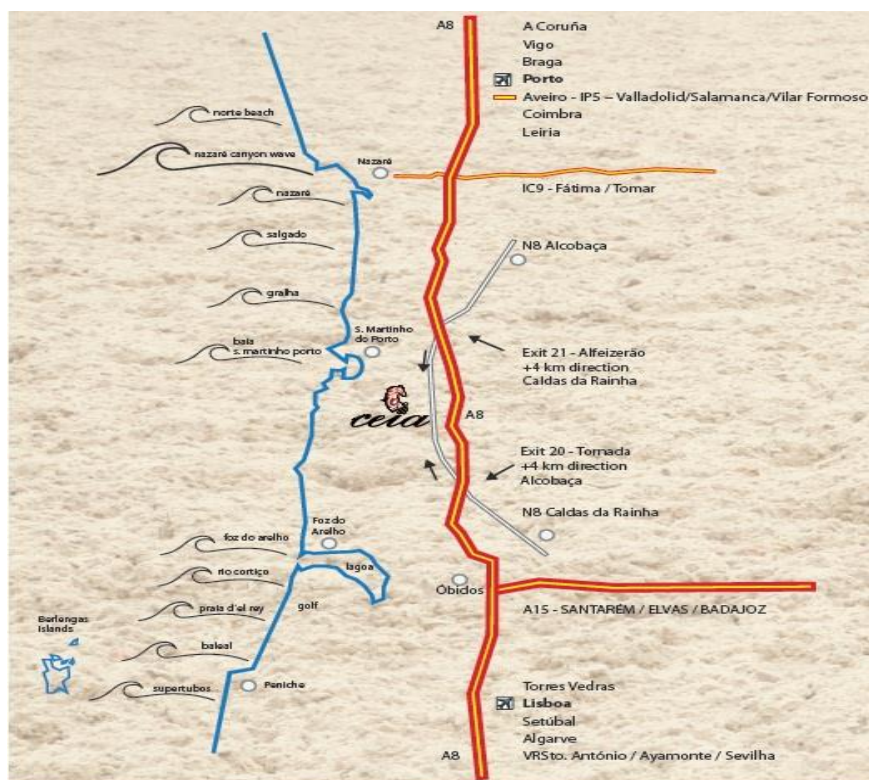 A8
A Coruña
Vigo
Braga
Porto
Aveiro - IP5 – Valladolid/Salamanca/Vilar Formoso
Coimbra
Leiria
norte beach
nazaré canyon wave
Nazaré
nazaré
IC9 - Fátima / Tomar
salgado
N8 Alcobaça
gralha
S. Martinho
do Porto
baia
s. martinho porto
Exit 21 - Alfeizerão
+4 km direction
Caldas da Rainha
ceia
A8
Exit 20 - Tornada
+4 km direction
Alcobaça
N8 Caldas da Rainha
Foz do
Arelho
foz do arelho
lagoa
rio cortiço
Óbidos
golf
praia d'el rey
A15 - SANTARÉM / ELVAS / BADAJOZ
Berlengas
Islands
baleal
Peniche
supertubos
Torres Vedras
Lisboa
Setúbal
Algarve
A8
VRSto. António / Ayamonte / Sevilha